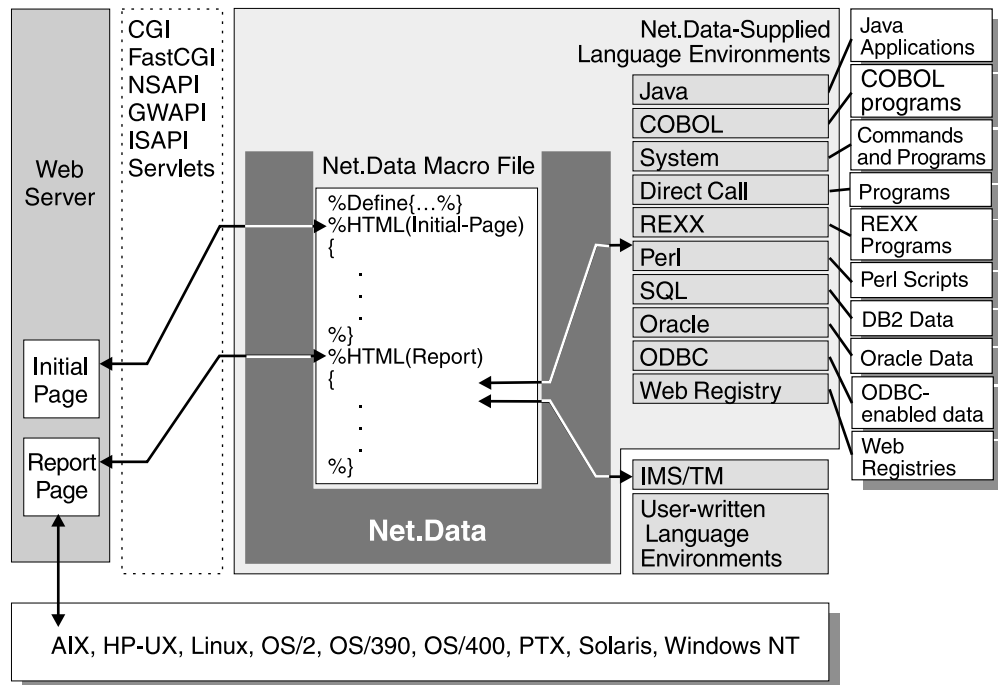 CGI
FastCGI
NSAPI
GWAPI
ISAPI
Servlets
Web
Server
Initial
Page
Report
Page
Net.Data Macro File
%Define{...%}
%HTML(Initial-Page)
{
.
.
.
%}
%HTML(Report)
{
.
.
.
%}
Net.Data
Net.Data-Supplied
Language Environments
Java
COBOL
System
Direct Call
REXX
Perl
SQL
Oracle
ODBC
Web Registry
IMS/TM
User-written
Language
Environments
Java
Applications
COBOL
programs
Commands
and Programs
Programs
REXX
Programs
Perl Scripts
DB2 Data
Oracle Data
ODBC-
enabled data
Web
Registries
AIX, HP-UX, Linux, OS/2, OS/390, OS/400, PTX, Solaris, Windows NT